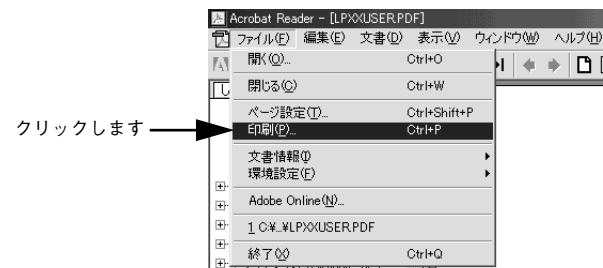 Acrobat Reader - [LPXXUSER.PDF]
ファイル(F) 編集(E) 文書(D) 表示(V) ウィンドウ(W) ヘルプ(H)
開く(O)... Ctrl+O
閉じる(C) Ctrl+W
ページ設定(T)... Ctrl+Shift+P
クリックします
印刷(P)... Ctrl+P
文書情報(I)
環境設定(F)
Adobe Online(N)...
1 C:¥...¥LPXXUSER.PDF
終了(X) Ctrl+Q